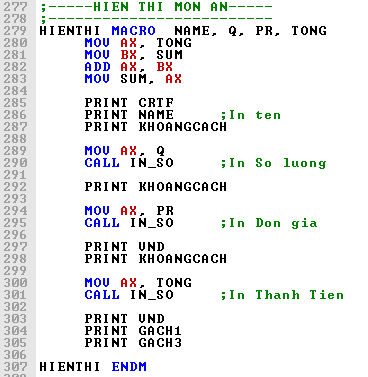 277 ;-----HIEN THI MON AN-----
278 ;-------------------------
279 HIENTHI MACRO  NAME, Q, PR, TONG
280       MOV AX, TONG
281       MOV BX, SUM
282       ADD AX, BX
283       MOV SUM, AX
284
285       PRINT CRTF
286       PRINT NAME      ;In ten
287       PRINT KHOANGCACH
288
289       MOV AX, Q
290       CALL IN_SO      ;In So luong
291
292       PRINT KHOANGCACH
293
294       MOV AX, PR
295       CALL IN_SO      ;In Don gia
296
297       PRINT VND
298       PRINT KHOANGCACH
299
300       MOV AX, TONG
301       CALL IN_SO      ;In Thanh Tien
302
303       PRINT VND
304       PRINT GACH1
305       PRINT GACH3
306
307 HIENTHI ENDM